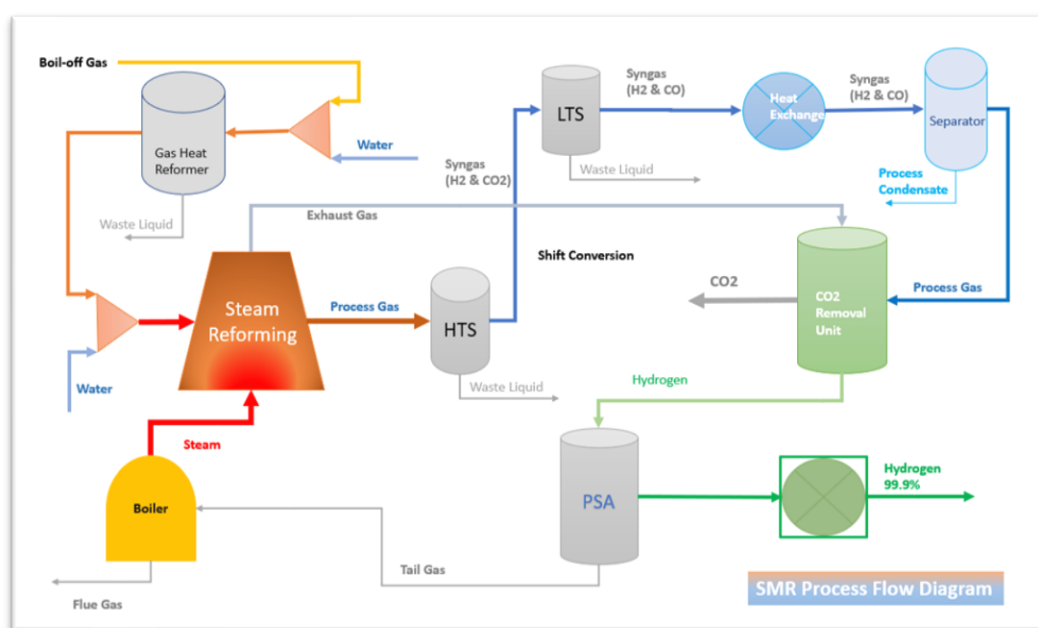 Boil-off Gas
Gas Heat
Reformer
Water
Waste Liquid
Syngas
(H2 & CO2)
LTS
Waste Liquid
Syngas
(H2 & CO)
Heat
Exchange
Syngas
(H2 & CO)
Separator
Process
Condensate
Exhaust Gas
Shift Conversion
Steam
Reforming
Process Gas
HTS
Waste Liquid
Water
CO2
CO2
Removal
Unit
Process Gas
Hydrogen
Steam
Boiler
PSA
Hydrogen
99.9%
Tail Gas
Flue Gas
SMR Process Flow Diagram